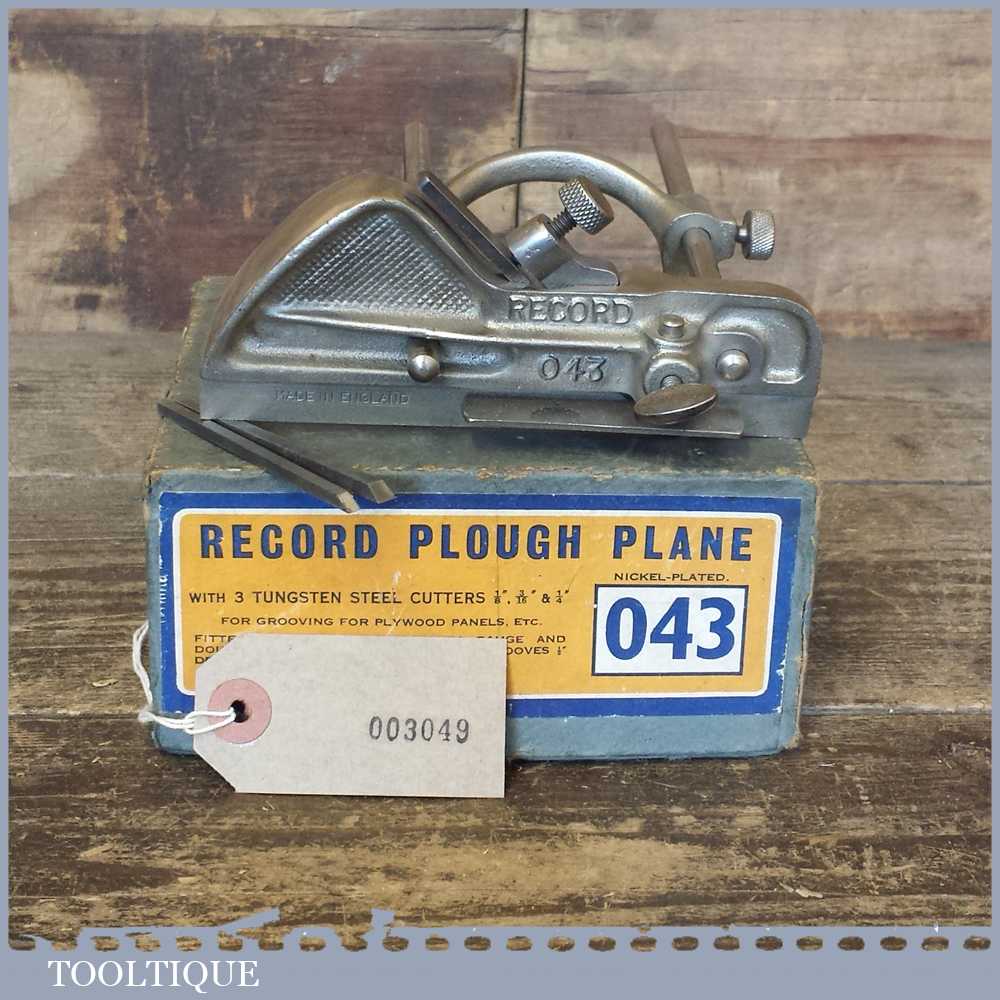 RECORD
043
MADE IN ENGLAND
RECORD PLOUGH PLANE
NICKEL-PLATED.
WITH 3 TUNGSTEN STEEL CUTTERS 1/8", 3/16" & 1/4"
043
FOR GROOVING FOR PLYWOOD PANELS, ETC.
AND
003049
TOOLTIQUE